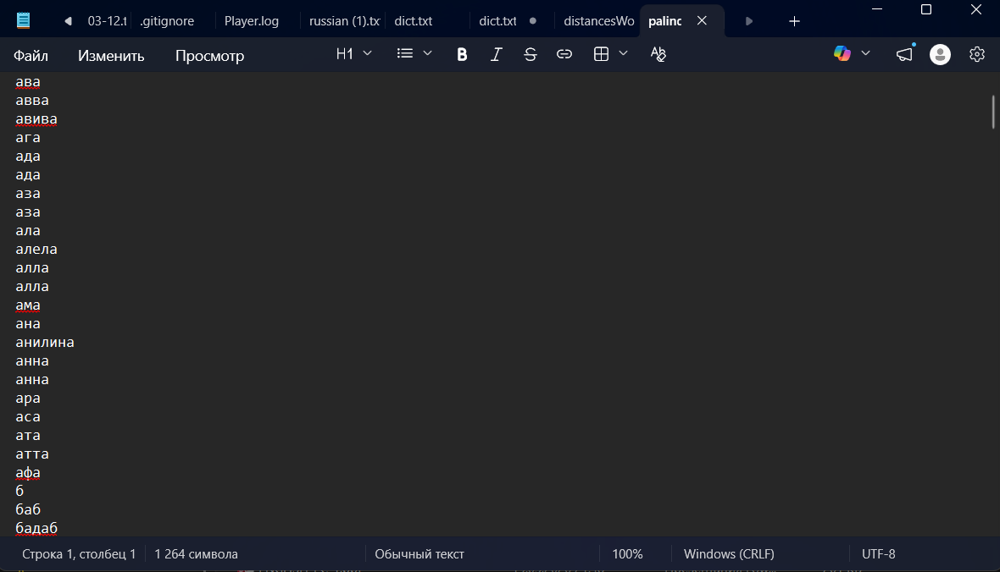 03-12.t .gitignore Player.log russian (1).tx dict.txt dict.txt distancesWo palinc
Файл Изменить Просмотр H1 B I S
ава
авва
авива
ага
ада
ада
аза
аза
ала
алела
алла
алла
ама
ана
анилина
анна
анна
ара
аса
ата
атта
афа
б
баб
бадаб
Строка 1, столбец 1 1 264 символа Обычный текст 100% Windows (CRLF) UTF-8